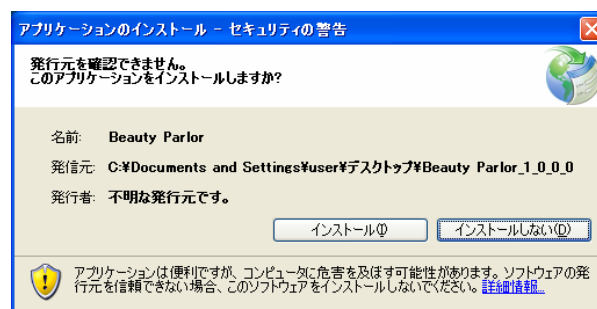 アプリケーションのインストール - セキュリティの警告
発行元を確認できません。
このアプリケーションをインストールしますか?
名前: Beauty Parlor
発信元: C:¥Documents and Settings¥user¥デスクトップ¥Beauty Parlor_1_0_0_0
発行者: 不明な発行元です。
インストール(I) インストールしない(D)
アプリケーションは便利ですが、コンピュータに危害を及ぼす可能性があります。ソフトウェアの発
行元を信頼できない場合、このソフトウェアをインストールしないでください。詳細情報...